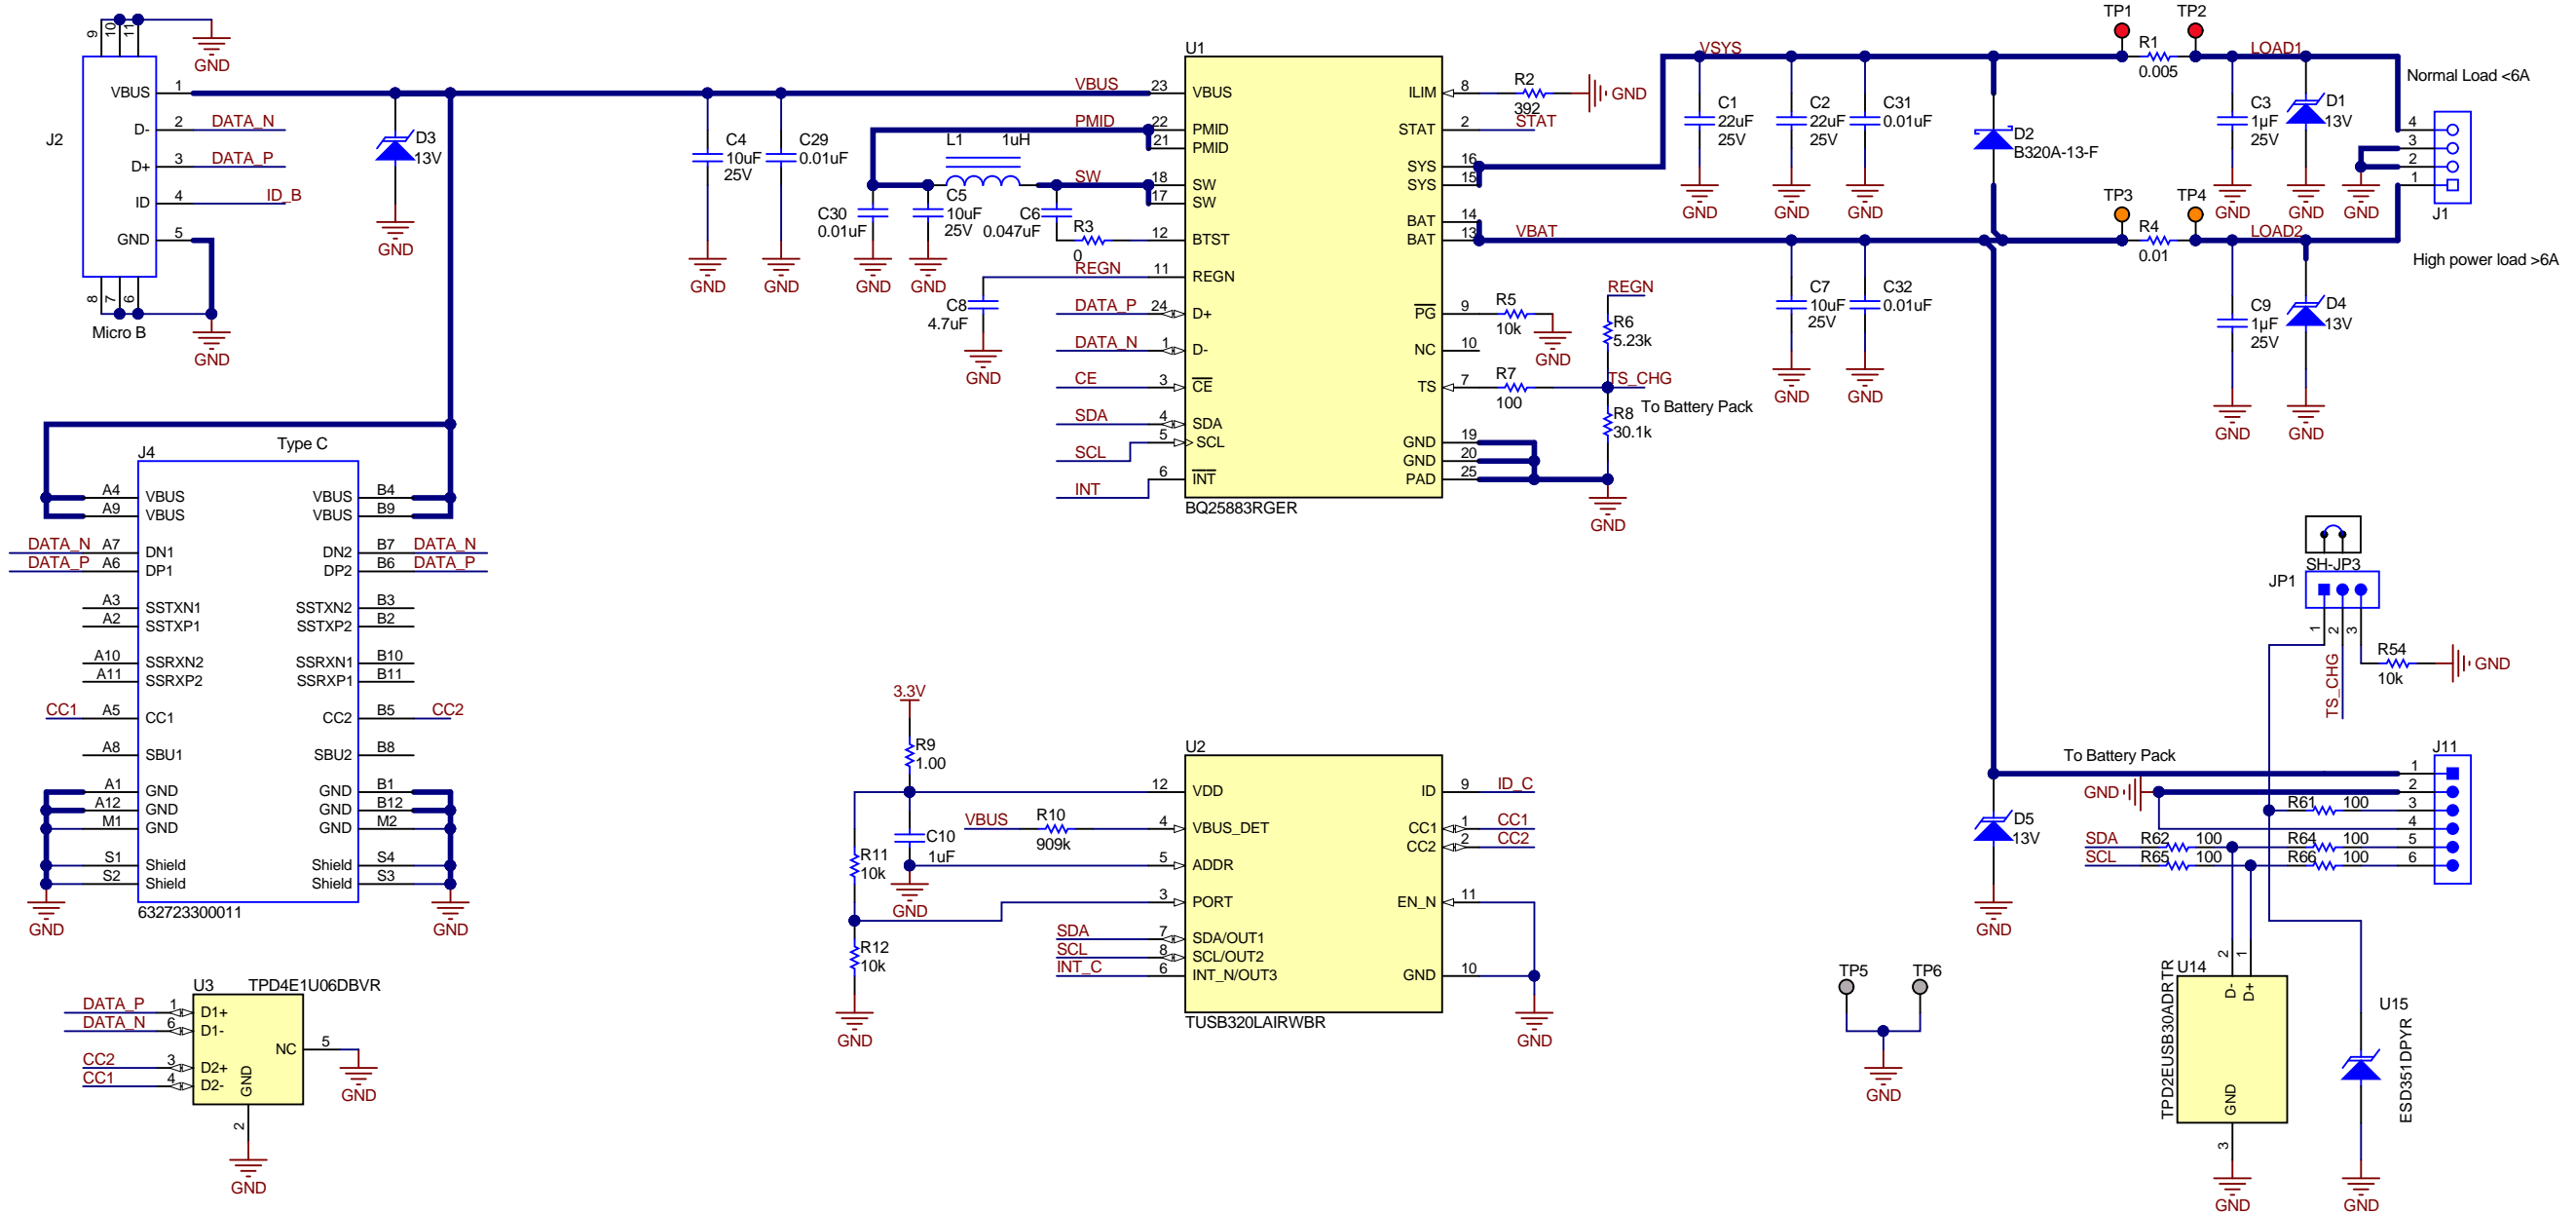 9
10
11
GND
J2
VBUS 1
D- 2 DATA_N
D+ 3 DATA_P
ID 4 ID_B
GND 5
8
7
6
Micro B
GND
D3
13V
GND
C4
10uF
25V
GND
C29
0.01uF
GND
C30
0.01uF
GND
L1 1uH
C5
10uF
25V
GND
C6
0.047uF
R3
0
C8
4.7uF
GND
U1
VBUS 23 VBUS
PMID 22 PMID
21 PMID
SW 18 SW
17 SW
12 BTST
REGN 11 REGN
DATA_P 24 D+
DATA_N 1 D-
CE 3 CE
SDA 4 SDA
SCL 5 SCL
INT 6 INT
ILIM 8
STAT 2 STAT
SYS 16
SYS 15
BAT 14
BAT 13 VBAT
PG 9
NC 10
TS 7
GND 19
GND 20
PAD 25
BQ25883RGER
R2
392
GND
R5
10k
GND
R7
100
REGN
R6
5.23k
TS_CHG
To Battery Pack
R8
30.1k
GND
VSYS
C1
22uF
25V
GND
C2
22uF
25V
GND
C31
0.01uF
GND
D2
B320A-13-F
C7
10uF
25V
GND
C32
0.01uF
GND
TP1
TP2
R1
0.005
LOAD1
C3
1µF
25V
GND
D1
13V
GND
Normal Load <6A
4
3
2
1
J1
GND
TP3
TP4
R4
0.01
LOAD2
High power load >6A
C9
1µF
25V
GND
D4
13V
GND
Type C
J4
A4 VBUS VBUS B4
A9 VBUS VBUS B9
DATA_N A7 DN1 DN2 B7 DATA_N
DATA_P A6 DP1 DP2 B6 DATA_P
A3 SSTXN1 SSTXN2 B3
A2 SSTXP1 SSTXP2 B2
A10 SSRXN2 SSRXN1 B10
A11 SSRXP2 SSRXP1 B11
CC1 A5 CC1 CC2 B5 CC2
A8 SBU1 SBU2 B8
A1 GND GND B1
A12 GND GND B12
M1 GND GND M2
S1 Shield Shield S4
S2 Shield Shield S3
632723300011
GND
GND
U3 TPD4E1U06DBVR
DATA_P 1 D1+
DATA_N 6 D1-
CC2 3 D2+
CC1 4 D2-
NC 5
GND
2
GND
GND
3.3V
R9
1.00
R11
10k
C10
1uF
GND
R12
10k
GND
VBUS R10
909k
U2
12 VDD
4 VBUS_DET
5 ADDR
3 PORT
SDA 7 SDA/OUT1
SCL 8 SCL/OUT2
INT_C 6 INT_N/OUT3
ID 9 ID_C
CC1 1 CC1
CC2 2 CC2
EN_N 11
GND 10
TUSB320LAIRWBR
GND
TP5
TP6
GND
SH-JP3
JP1
1
2
3
TS_CHG
R54
10k
GND
To Battery Pack
J11
1
GND 2
R61 100 3
4
SDA R62 100 R64 100 5
SCL R65 100 R66 100 6
D5
13V
GND
2
1
U14
D-
D+
GND
TPD2EUSB30ADRTR
3
GND
U15
ESD351DPYR
GND